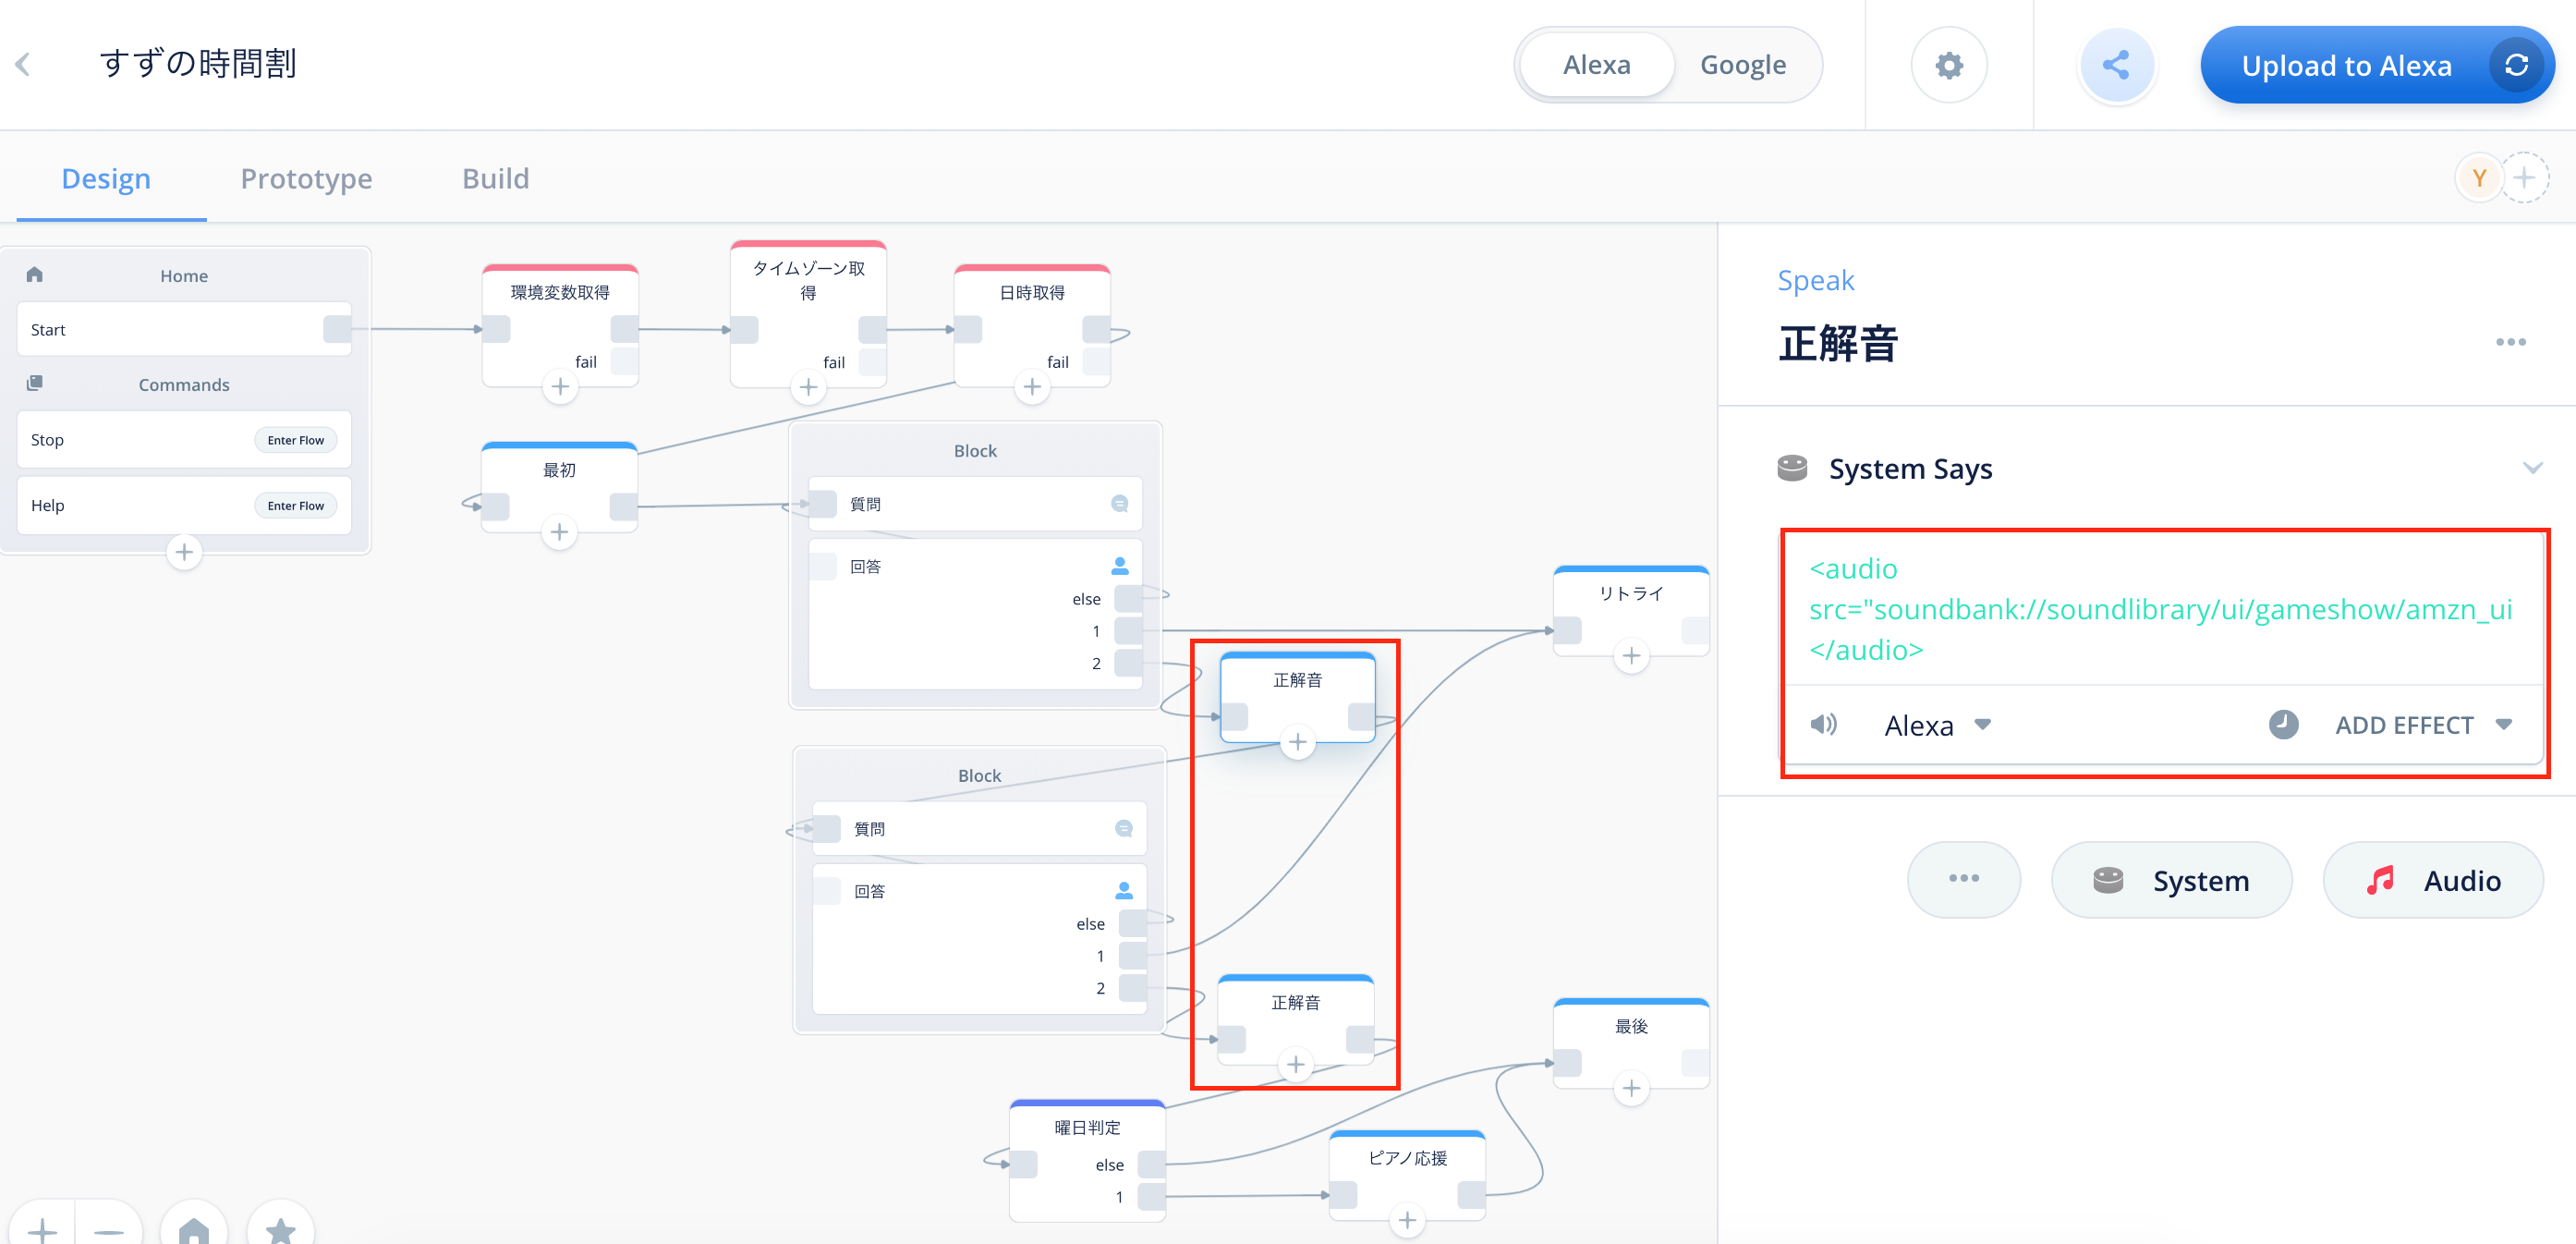 すずの時間割
Alexa
Google
Upload to Alexa
Design
Prototype
Build
Y
Home
Start
Commands
Stop
Enter Flow
Help
Enter Flow
環境変数取得
fail
タイムゾーン取
得
fail
日時取得
fail
最初
Block
質問
回答
else
1
2
正解音
リトライ
Block
質問
回答
else
1
2
正解音
最後
曜日判定
else
1
ピアノ応援
Speak
正解音
System Says
<audio
src="soundbank://soundlibrary/ui/gameshow/amzn_ui
</audio>
Alexa
ADD EFFECT
System
Audio